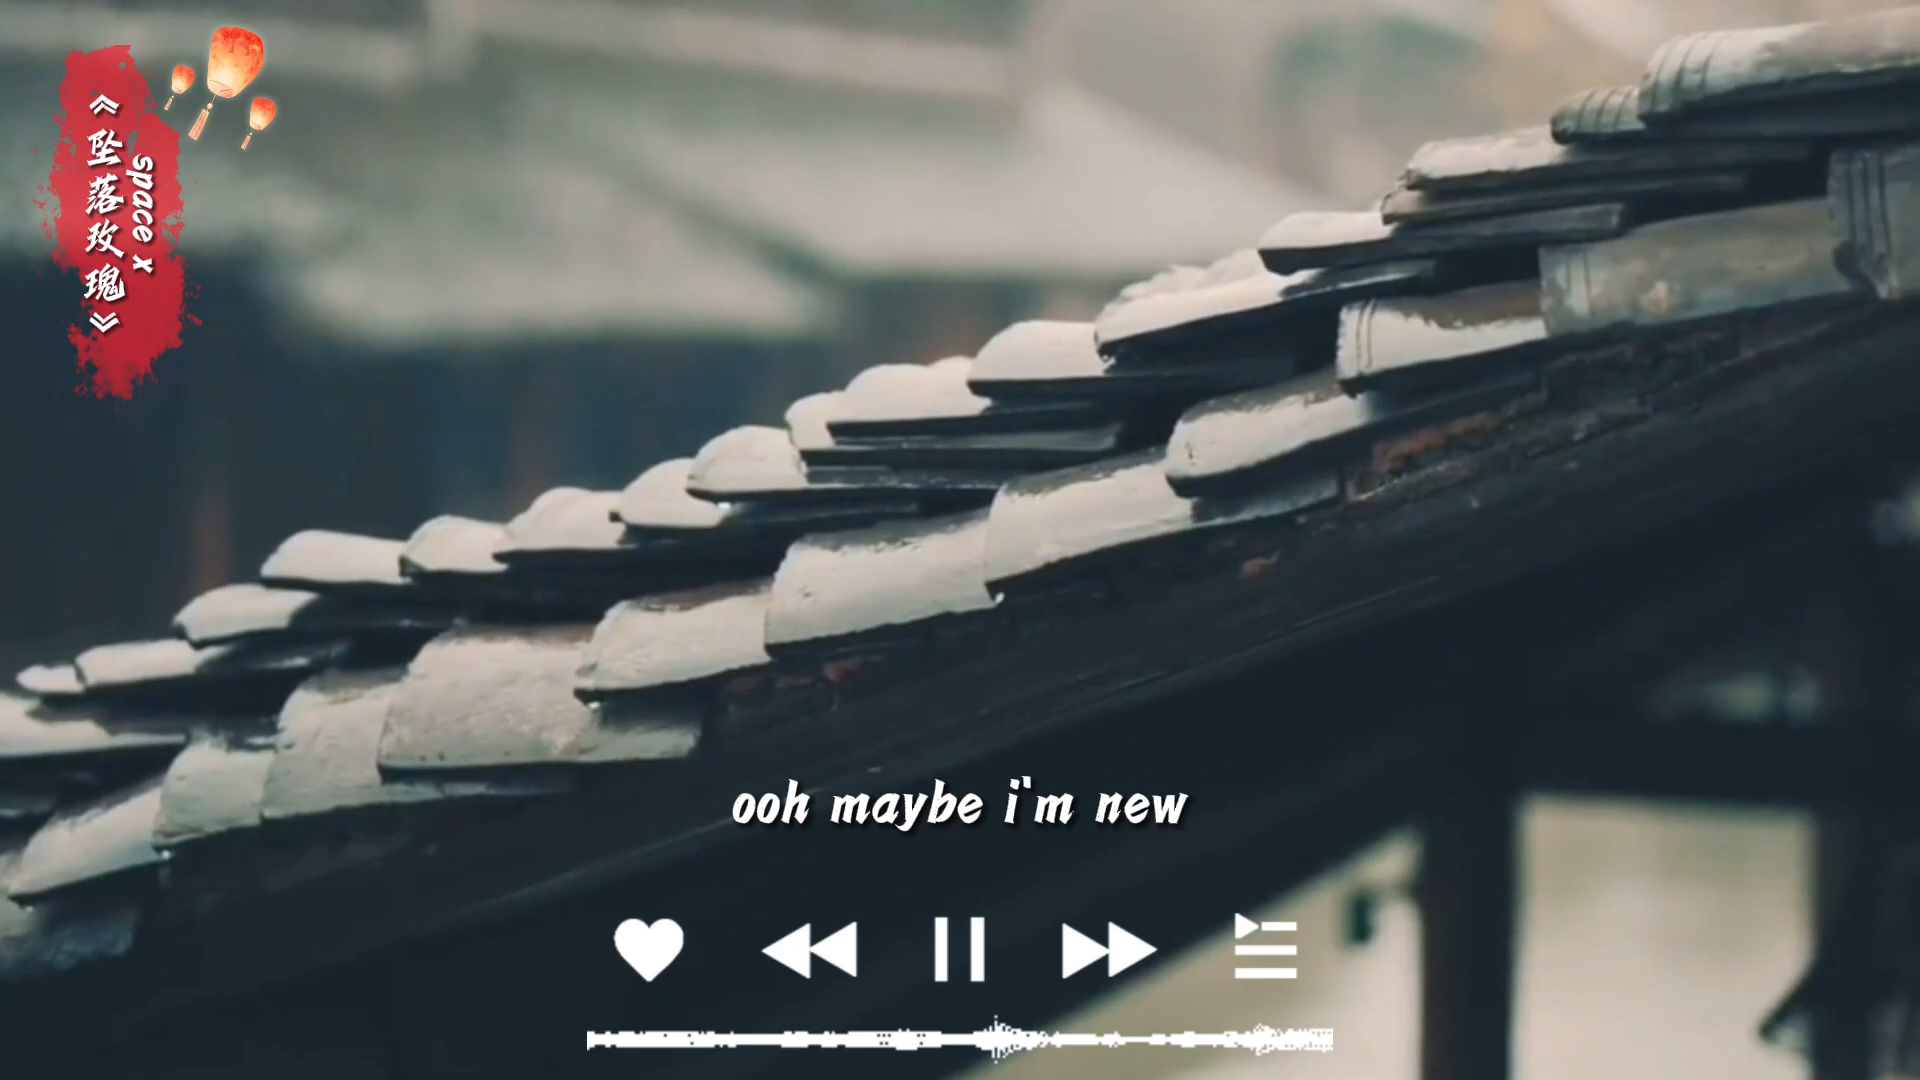 《坠落玫瑰》
space x
ooh maybe i'm new